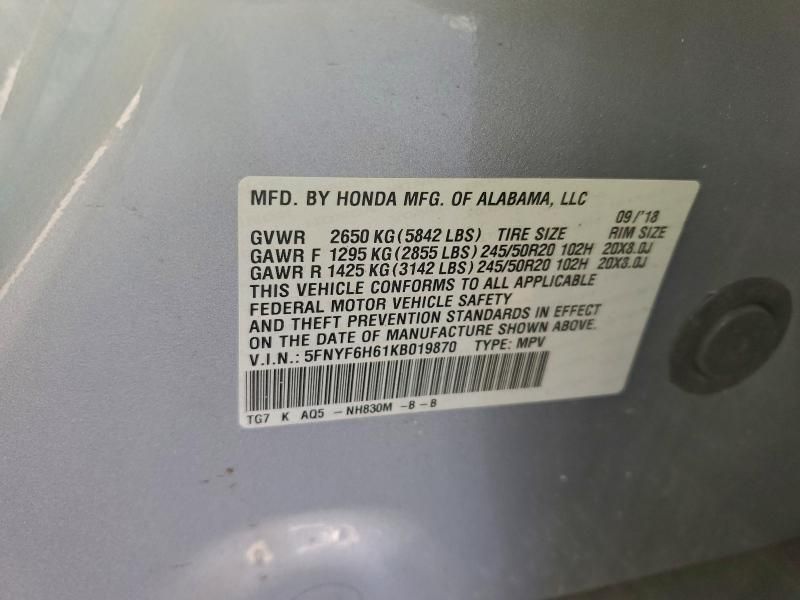 MFD. BY HONDA MFG. OF ALABAMA, LLC
09/'18
GVWR 2650 KG (5842 LBS) TIRE SIZE RIM SIZE
GAWR F 1295 KG (2855 LBS) 245/50R20 102H 20X8.0J
GAWR R 1425 KG (3142 LBS) 245/50R20 102H 20X8.0J
THIS VEHICLE CONFORMS TO ALL APPLICABLE
FEDERAL MOTOR VEHICLE SAFETY
AND THEFT PREVENTION STANDARDS IN EFFECT
ON THE DATE OF MANUFACTURE SHOWN ABOVE.
V.I.N.: 5FNYF6H61KB019870 TYPE: MPV
TG7 K AQ5 -NH830M -B-B